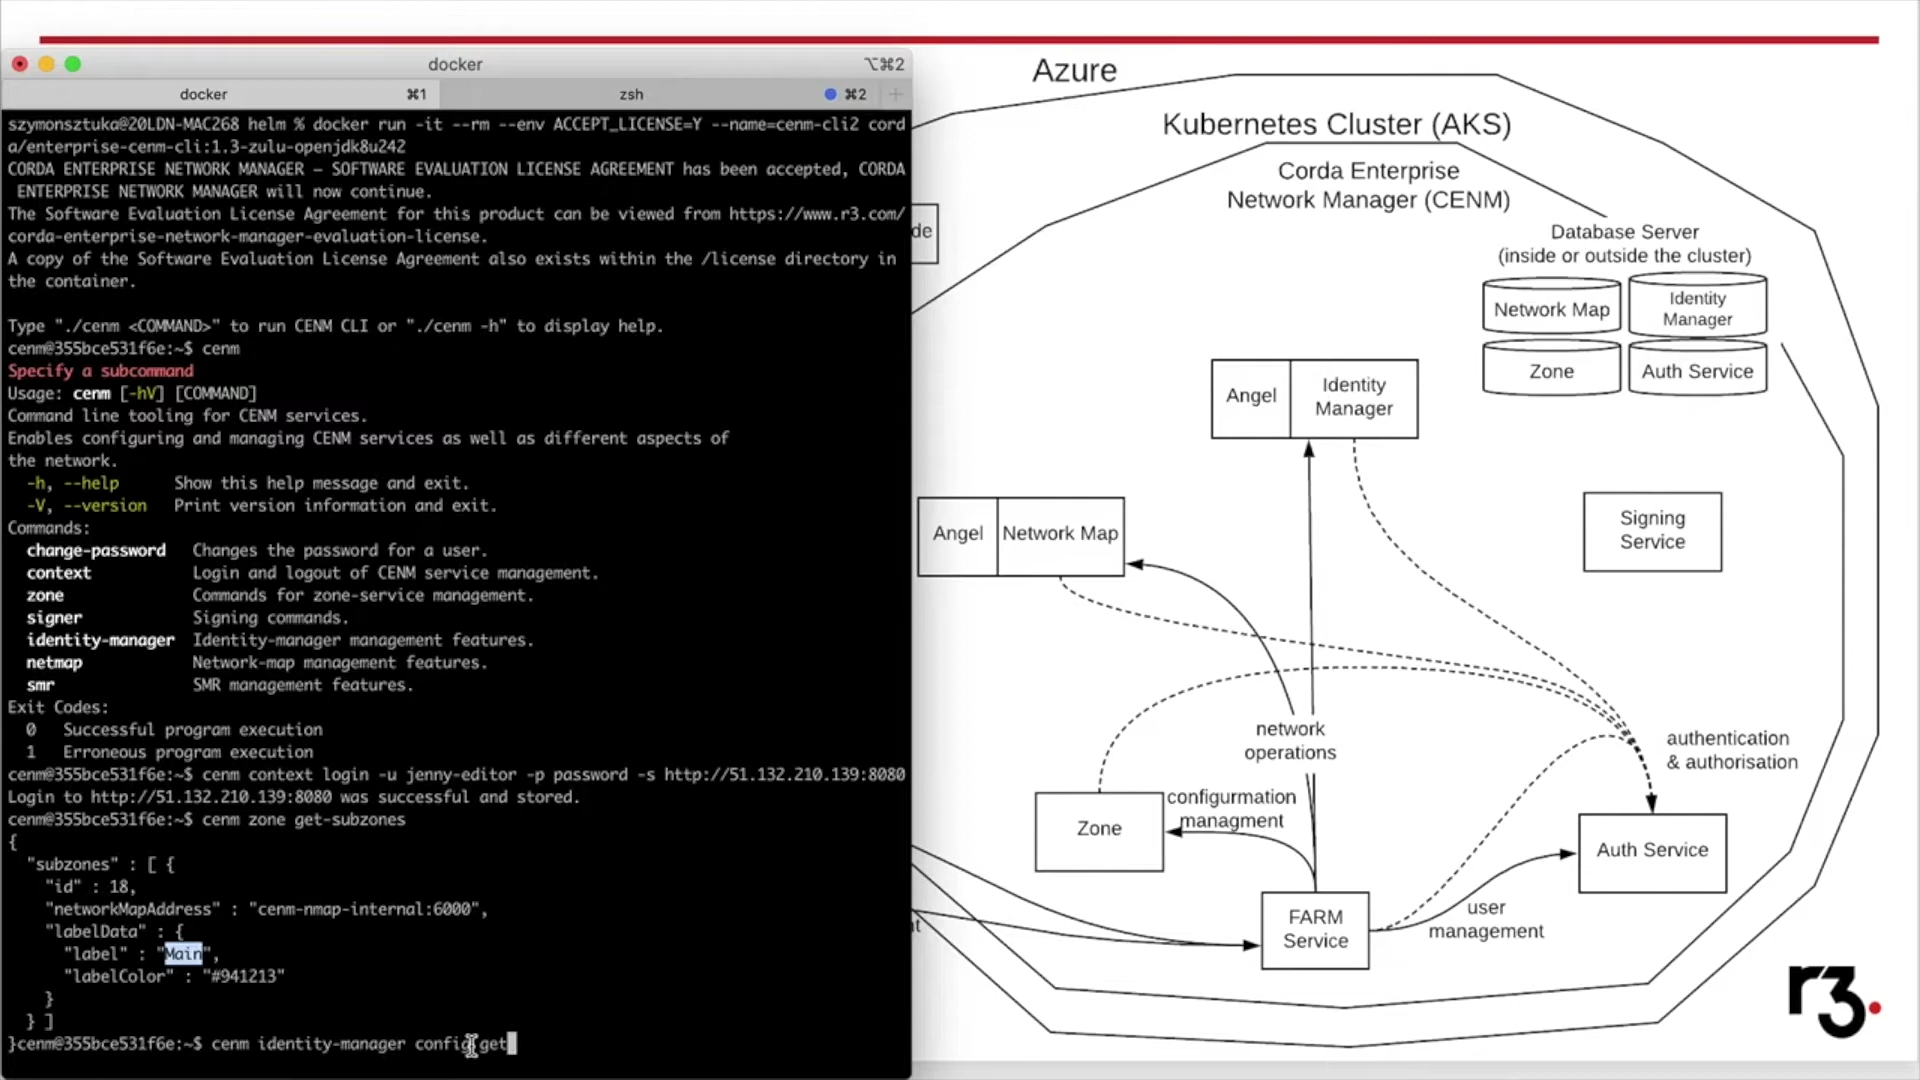 docker
⌥⌘2
docker
⌘1
zsh
⌘2
+
szymonsztuka@20LDN-MAC268 helm % docker run -it --rm --env ACCEPT_LICENSE=Y --name=cenm-cli2 cord
a/enterprise-cenm-cli:1.3-zulu-openjdk8u242
CORDA ENTERPRISE NETWORK MANAGER – SOFTWARE EVALUATION LICENSE AGREEMENT has been accepted, CORDA
ENTERPRISE NETWORK MANAGER will now continue.
The Software Evaluation License Agreement for this product can be viewed from https://www.r3.com/
corda-enterprise-network-manager-evaluation-license.
A copy of the Software Evaluation License Agreement also exists within the /license directory in
the container.
Type "./cenm <COMMAND>" to run CENM CLI or "./cenm -h" to display help.
cenm@355bce531f6e:~$ cenm
Specify a subcommand
Usage: cenm [-hV] [COMMAND]
Command line tooling for CENM services.
Enables configuring and managing CENM services as well as different aspects of
the network.
-h, --help Show this help message and exit.
-V, --version Print version information and exit.
Commands:
change-password Changes the password for a user.
context Login and logout of CENM service management.
zone Commands for zone-service management.
signer Signing commands.
identity-manager Identity-manager management features.
netmap Network-map management features.
smr SMR management features.
Exit Codes:
0 Successful program execution
1 Erroneous program execution
cenm@355bce531f6e:~$ cenm context login -u jenny-editor -p password -s http://51.132.210.139:8080
Login to http://51.132.210.139:8080 was successful and stored.
cenm@355bce531f6e:~$ cenm zone get-subzones
{
"subzones" : [ {
"id" : 18,
"networkMapAddress" : "cenm-nmap-internal:6000",
"labelData" : {
"label" : "Main",
"labelColor" : "#941213"
}
} ]
}cenm@355bce531f6e:~$ cenm identity-manager config get
Azure
Kubernetes Cluster (AKS)
Corda Enterprise
Network Manager (CENM)
Database Server
(inside or outside the cluster)
Network Map
Identity
Manager
Zone
Auth Service
de
Angel
Identity
Manager
Angel
Network Map
Signing
Service
network
operations
authentication
& authorisation
configurmation
managment
Zone
Auth Service
FARM
Service
user
management
t
r3.